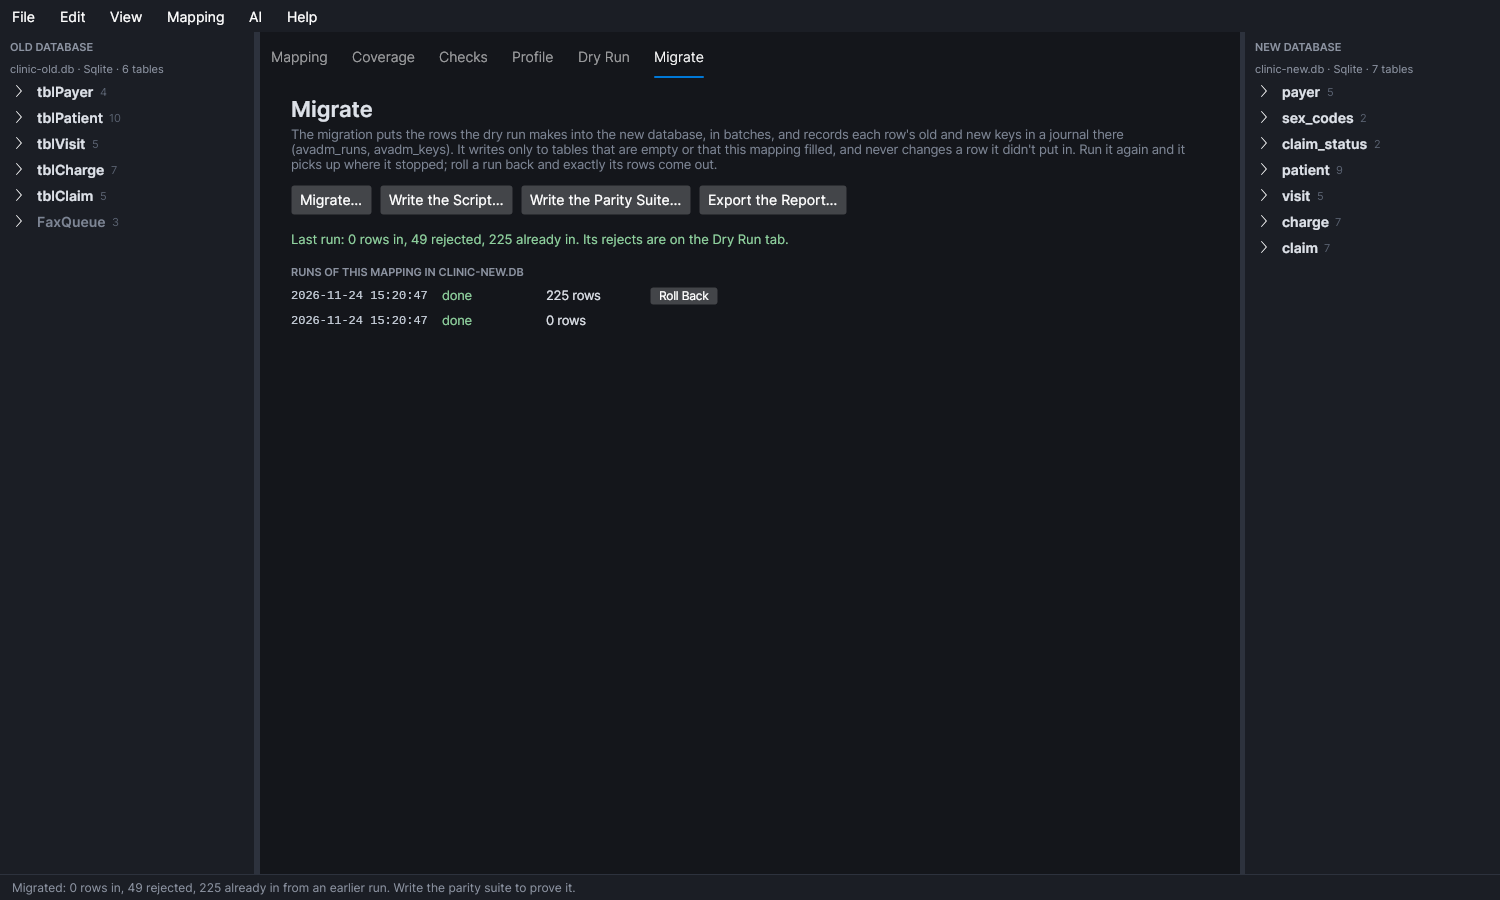 File Edit View Mapping AI Help
OLD DATABASE
clinic-old.db · Sqlite · 6 tables
tblPayer 4
tblPatient 10
tblVisit 5
tblCharge 7
tblClaim 5
FaxQueue 3
Mapping Coverage Checks Profile Dry Run Migrate
Migrate
The migration puts the rows the dry run makes into the new database, in batches, and records each row's old and new keys in a journal there
(avadm_runs, avadm_keys). It writes only to tables that are empty or that this mapping filled, and never changes a row it didn't put in. Run it again and it
picks up where it stopped; roll a run back and exactly its rows come out.
Migrate... Write the Script... Write the Parity Suite... Export the Report...
Last run: 0 rows in, 49 rejected, 225 already in. Its rejects are on the Dry Run tab.
RUNS OF THIS MAPPING IN CLINIC-NEW.DB
2026-11-24 15:20:47 done 225 rows Roll Back
2026-11-24 15:20:47 done 0 rows
NEW DATABASE
clinic-new.db · Sqlite · 7 tables
payer 5
sex_codes 2
claim_status 2
patient 9
visit 5
charge 7
claim 7
Migrated: 0 rows in, 49 rejected, 225 already in from an earlier run. Write the parity suite to prove it.